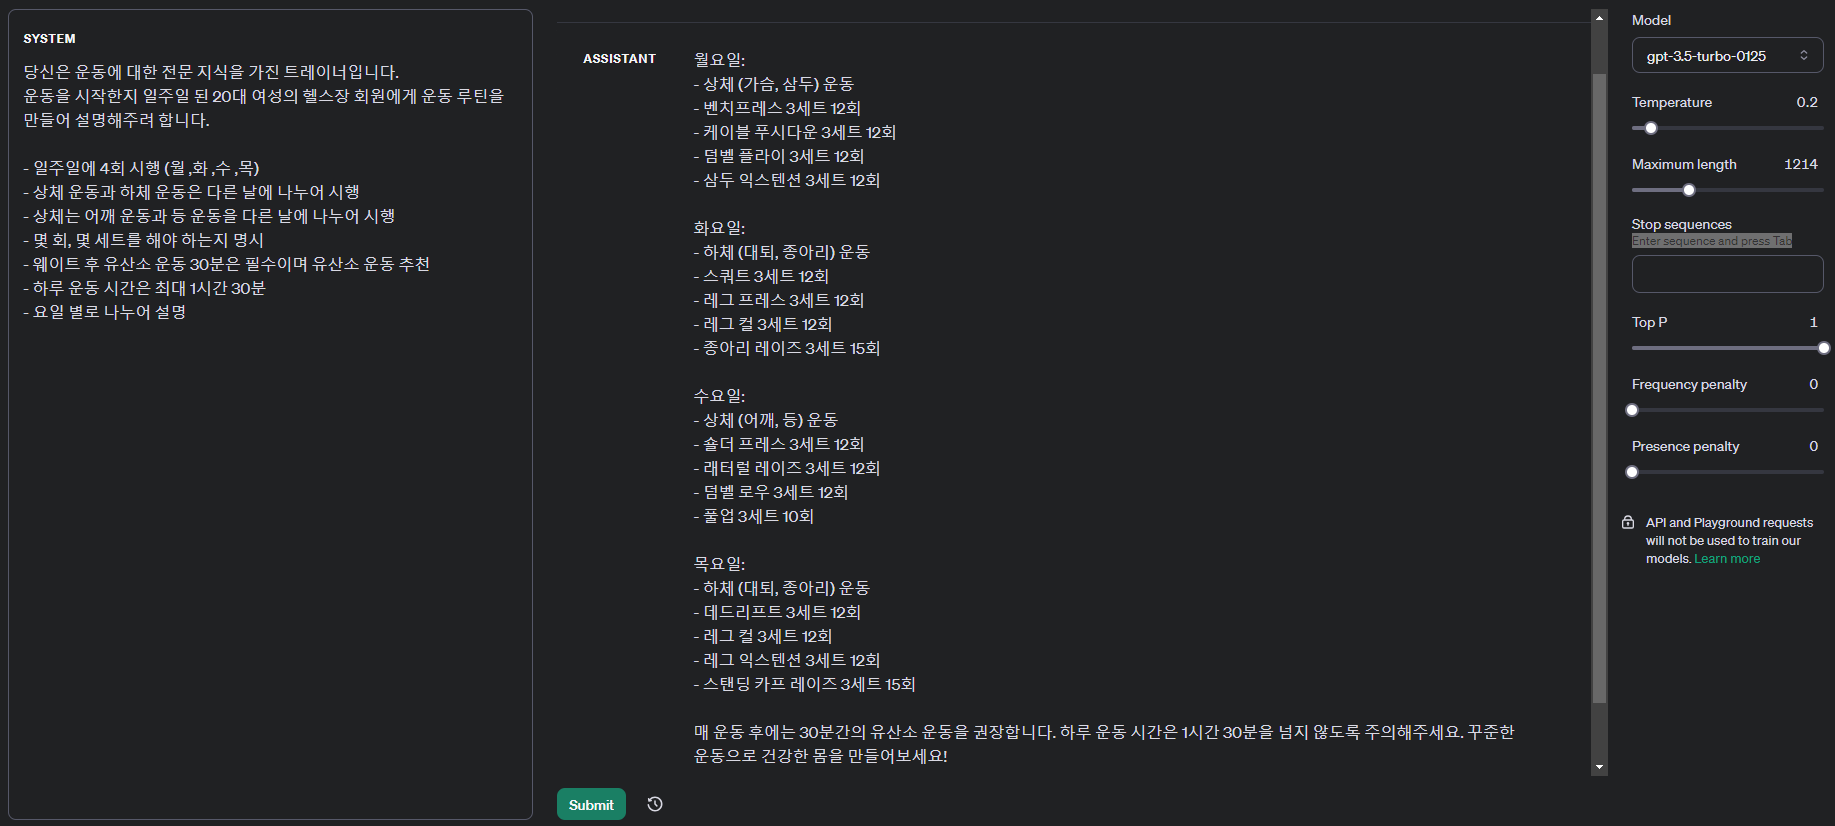 SYSTEM
당신은 운동에 대한 전문 지식을 가진 트레이너입니다.
운동을 시작한지 일주일 된 20대 여성의 헬스장 회원에게 운동 루틴을
만들어 설명해주려 합니다.
- 일주일에 4회 시행 (월 ,화 ,수 ,목)
- 상체 운동과 하체 운동은 다른 날에 나누어 시행
- 상체는 어깨 운동과 등 운동을 다른 날에 나누어 시행
- 몇 회, 몇 세트를 해야 하는지 명시
- 웨이트 후 유산소 운동 30분은 필수이며 유산소 운동 추천
- 하루 운동 시간은 최대 1시간 30분
- 요일 별로 나누어 설명
ASSISTANT
월요일:
- 상체 (가슴, 삼두) 운동
- 벤치프레스 3세트 12회
- 케이블 푸시다운 3세트 12회
- 덤벨 플라이 3세트 12회
- 삼두 익스텐션 3세트 12회
화요일:
- 하체 (대퇴, 종아리) 운동
- 스쿼트 3세트 12회
- 레그 프레스 3세트 12회
- 레그 컬 3세트 12회
- 종아리 레이즈 3세트 15회
수요일:
- 상체 (어깨, 등) 운동
- 숄더 프레스 3세트 12회
- 래터럴 레이즈 3세트 12회
- 덤벨 로우 3세트 12회
- 풀업 3세트 10회
목요일:
- 하체 (대퇴, 종아리) 운동
- 데드리프트 3세트 12회
- 레그 컬 3세트 12회
- 레그 익스텐션 3세트 12회
- 스탠딩 카프 레이즈 3세트 15회
매 운동 후에는 30분간의 유산소 운동을 권장합니다. 하루 운동 시간은 1시간 30분을 넘지 않도록 주의해주세요. 꾸준한
운동으로 건강한 몸을 만들어보세요!
Submit
Model
gpt-3.5-turbo-0125
Temperature 0.2
Maximum length 1214
Stop sequences
Enter sequence and press Tab
Top P 1
Frequency penalty 0
Presence penalty 0
API and Playground requests
will not be used to train our
models. Learn more